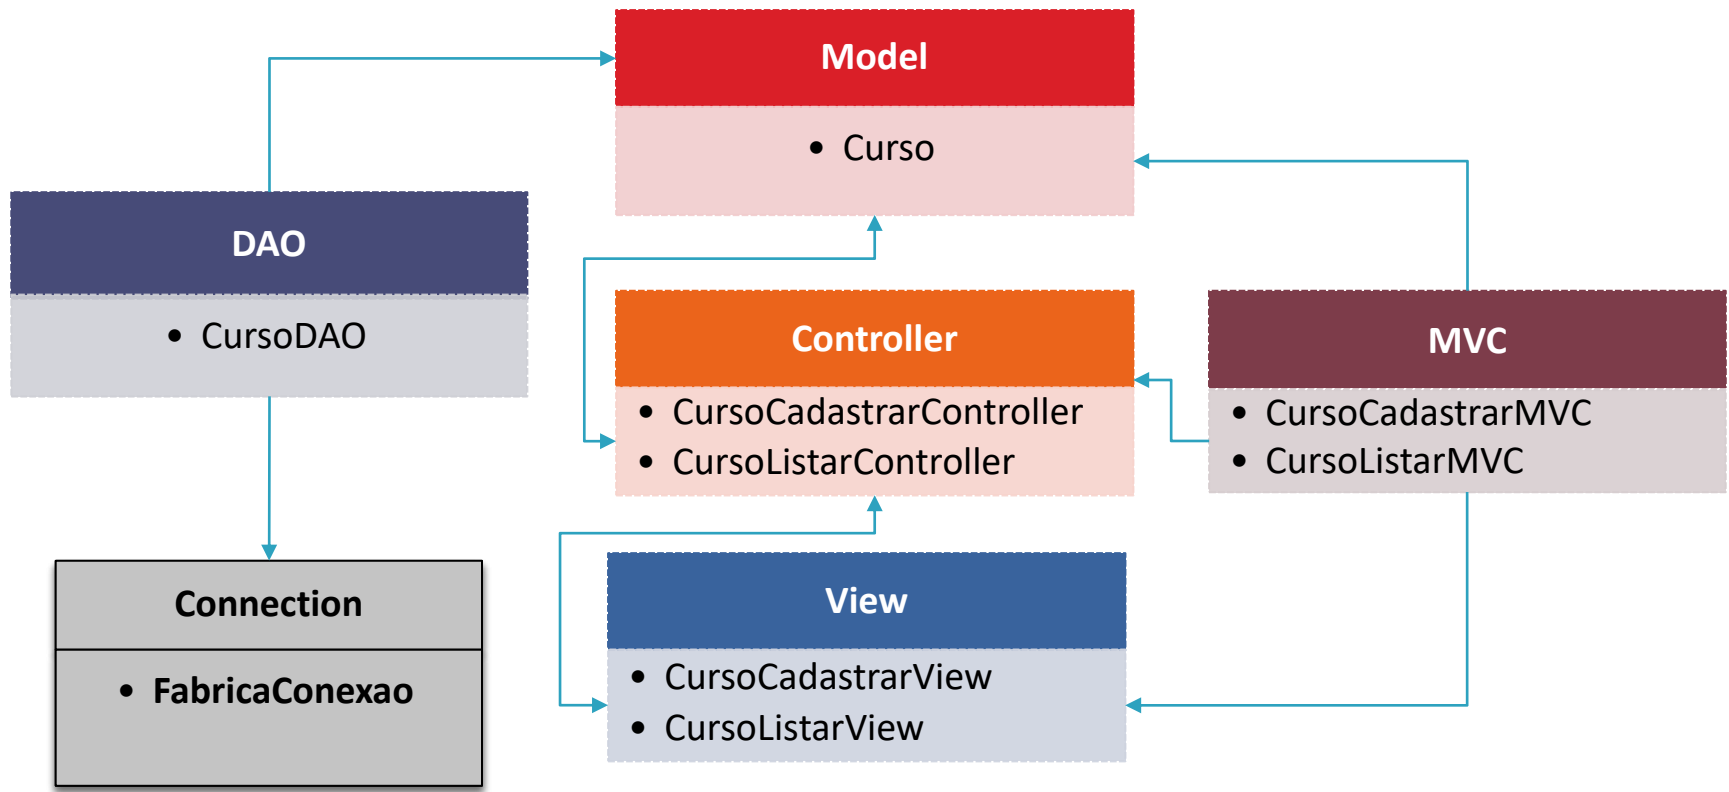 Model
• Curso
DAO
• CursoDAO
Controller
• CursoCadastrarController
• CursoListarController
MVC
• CursoCadastrarMVC
• CursoListarMVC
Connection
• FabricaConexao
View
• CursoCadastrarView
• CursoListarView